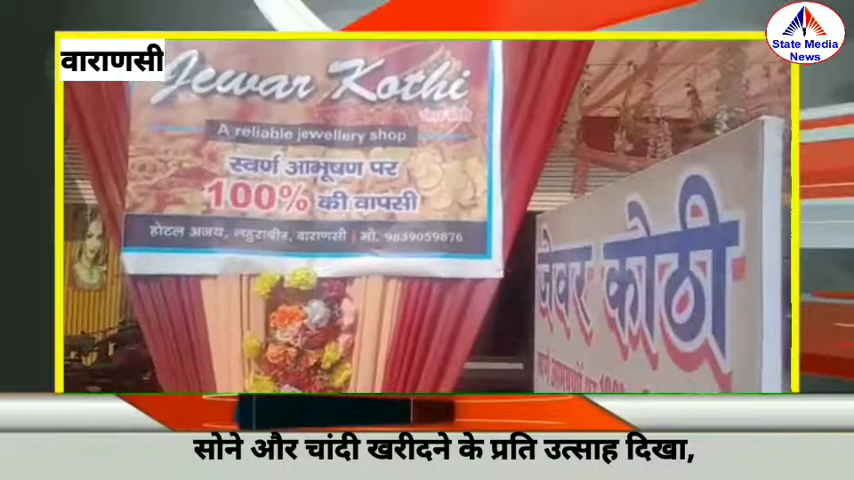 वाराणसी
State Media
News
Jewar Kothi
A reliable jewellery shop
स्वर्ण आभूषण पर
100% की वापसी
होटल अजय, लहुराबीर, वाराणसी | मो. 9839059876
जेवर कोठी
सोने और चांदी खरीदने के प्रति उत्साह दिखा,